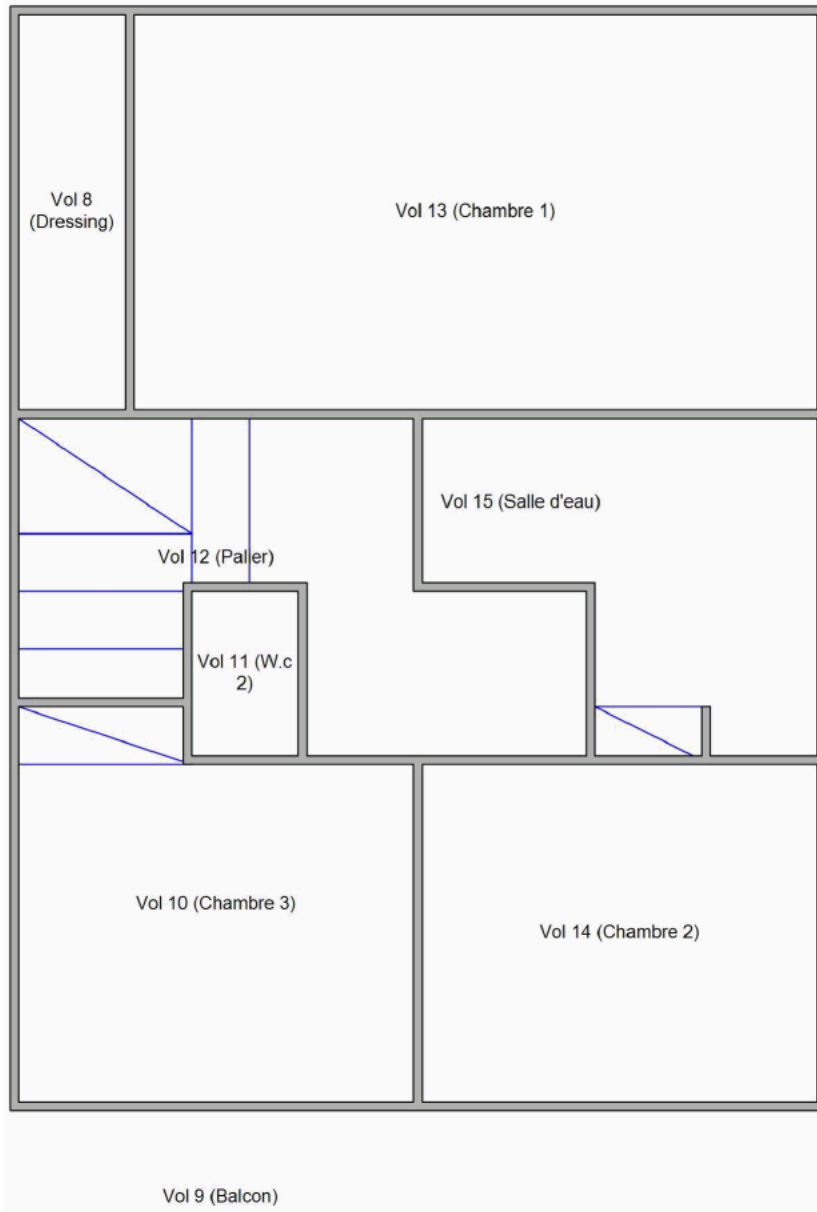 Vol 8
(Dressing)
Vol 13 (Chambre 1)
Vol 15 (Salle d'eau)
Vol 12 (Palier)
Vol 11 (W.c
2)
Vol 10 (Chambre 3)
Vol 14 (Chambre 2)
Vol 9 (Balcon)